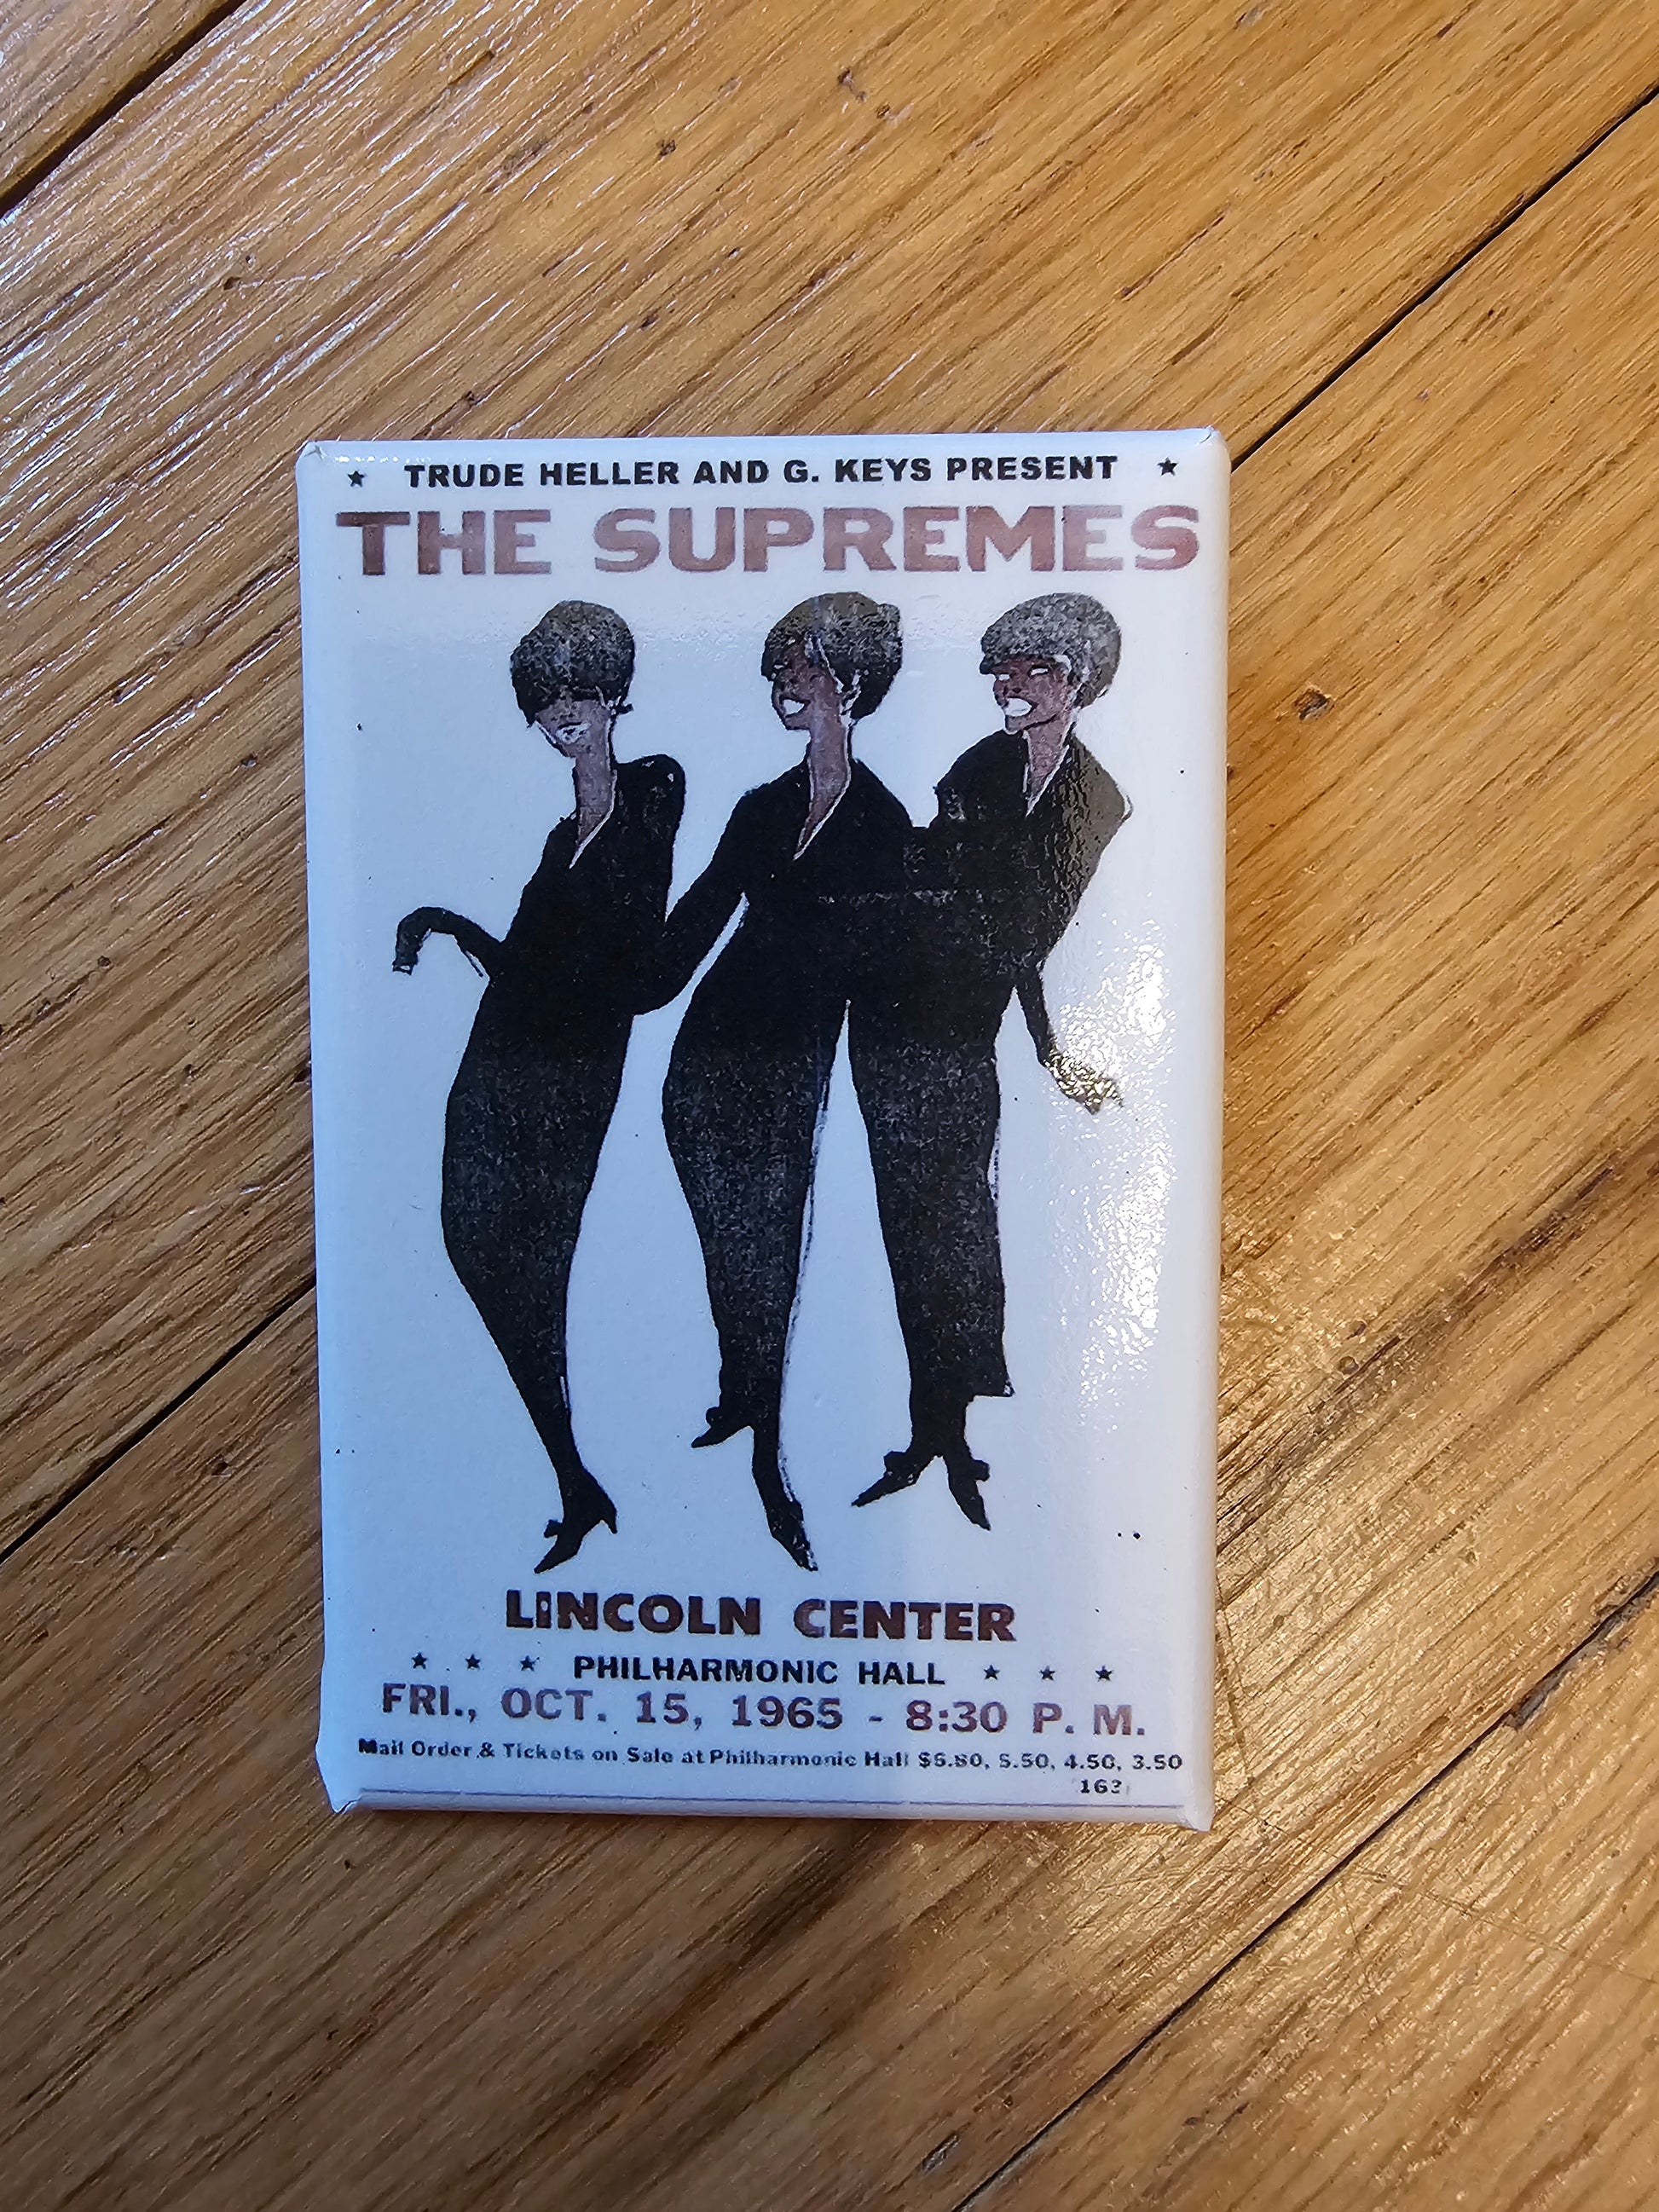 ★ TRUDE HELLER AND G. KEYS PRESENT ★
THE SUPREMES
LINCOLN CENTER
★ ★ ★ PHILHARMONIC HALL ★ ★ ★
FRI., OCT. 15, 1965 - 8:30 P. M.
Mail Order & Tickets on Sale at Philharmonic Hall $6.80, 5.50, 4.50, 3.50